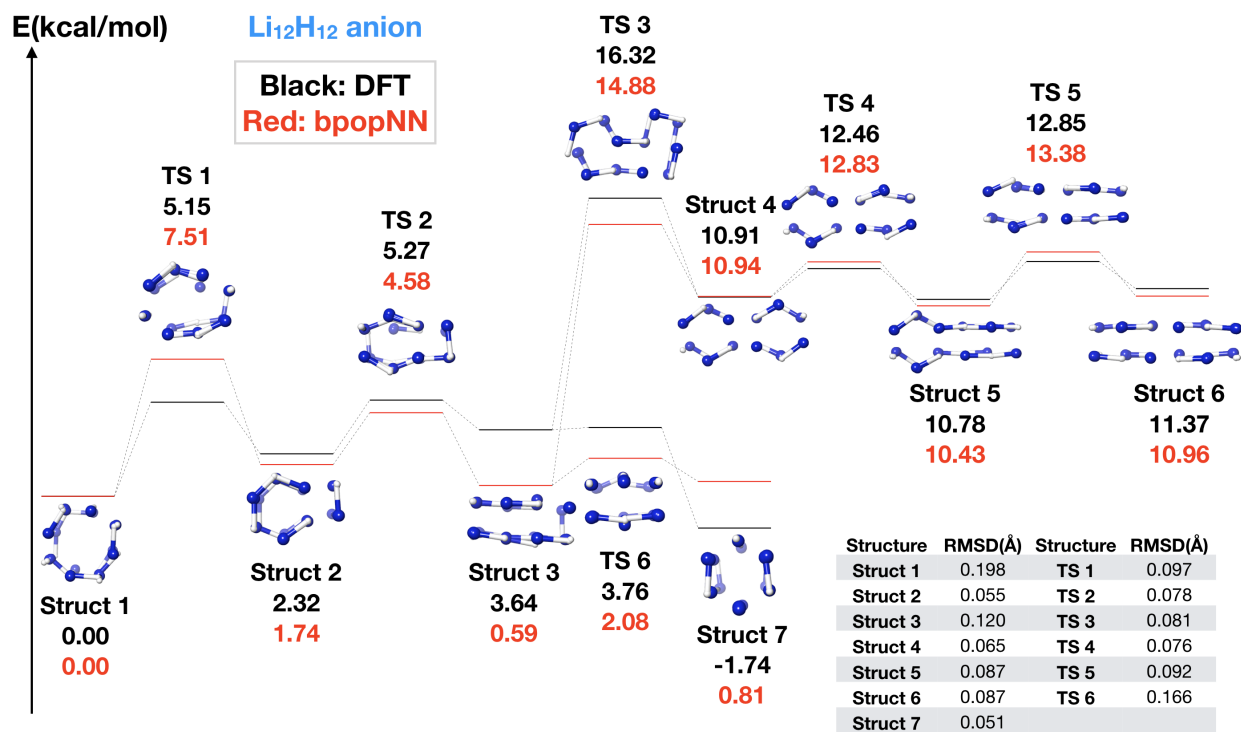 E(kcal/mol)
Li₁₂H₁₂ anion
Black: DFT
Red: bpopNN
TS 1
5.15
7.51
TS 2
5.27
4.58
TS 3
16.32
14.88
Struct 4
10.91
10.94
TS 4
12.46
12.83
TS 5
12.85
13.38
Struct 1
0.00
0.00
Struct 2
2.32
1.74
Struct 3
3.64
0.59
TS 6
3.76
2.08
Struct 7
-1.74
0.81
Struct 5
10.78
10.43
Struct 6
11.37
10.96
Structure RMSD(Å) Structure RMSD(Å)
Struct 1 0.198 TS 1 0.097
Struct 2 0.055 TS 2 0.078
Struct 3 0.120 TS 3 0.081
Struct 4 0.065 TS 4 0.076
Struct 5 0.087 TS 5 0.092
Struct 6 0.087 TS 6 0.166
Struct 7 0.051